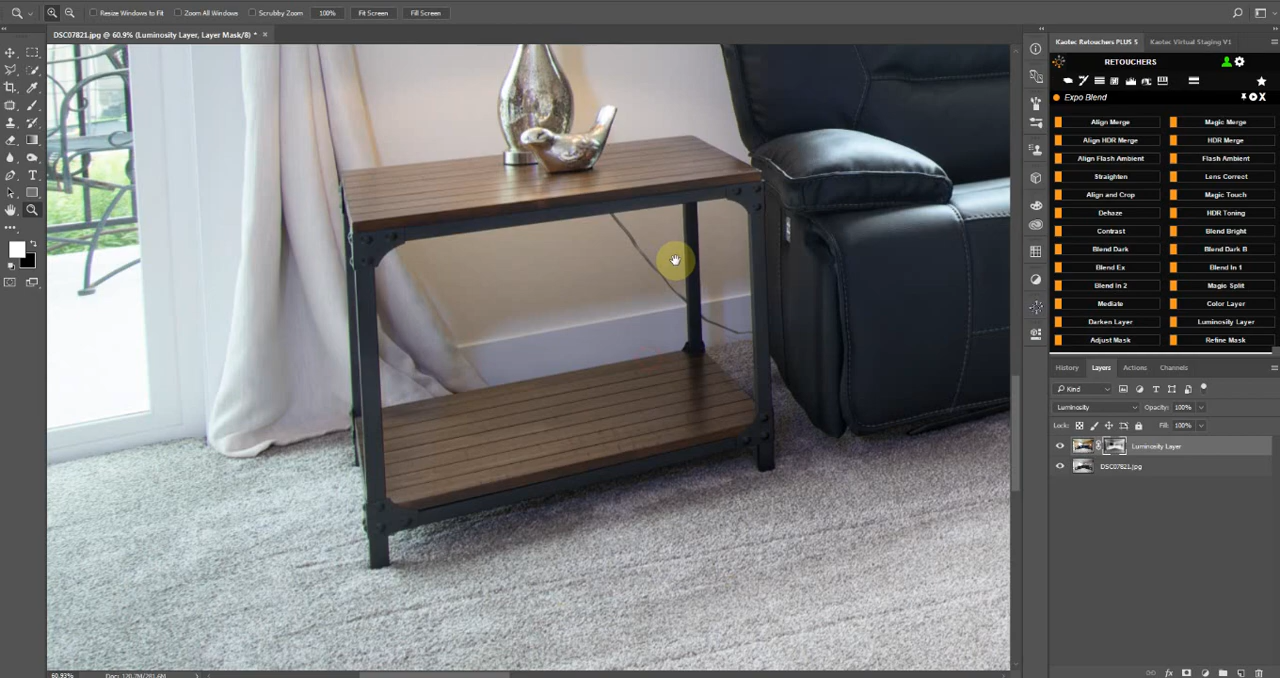 Resize Windows to Fit Zoom All Windows Scrubby Zoom 100% Fit Screen Fill Screen
DSC07821.jpg @ 60.9% (Luminosity Layer, Layer Mask/8) * ×
Kaotec Retouchers PLUS 5 Kaotec Virtual Staging V1
RETOUCHERS
Expo Blend
Align Merge Magic Merge
Align HDR Merge HDR Merge
Align Flash Ambient Flash Ambient
Straighten Lens Correct
Align and Crop Magic Touch
Dehaze HDR Toning
Contrast Blend Bright
Blend Dark Blend Dark B
Blend Ex Blend In 1
Blend In 2 Magic Split
Mediate Color Layer
Darken Layer Luminosity Layer
Adjust Mask Refine Mask
History Layers Actions Channels
Kind
Luminosity Opacity: 100%
Lock: Fill: 100%
Luminosity Layer
DSC07821.jpg
60.93%